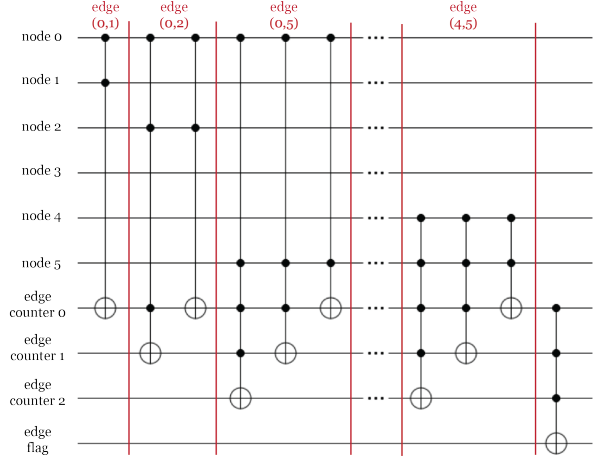 edge
(0,1)
edge
(0,2)
edge
(0,5)
edge
(4,5)
node 0
node 1
node 2
node 3
node 4
node 5
edge
counter 0
edge
counter 1
edge
counter 2
edge
flag